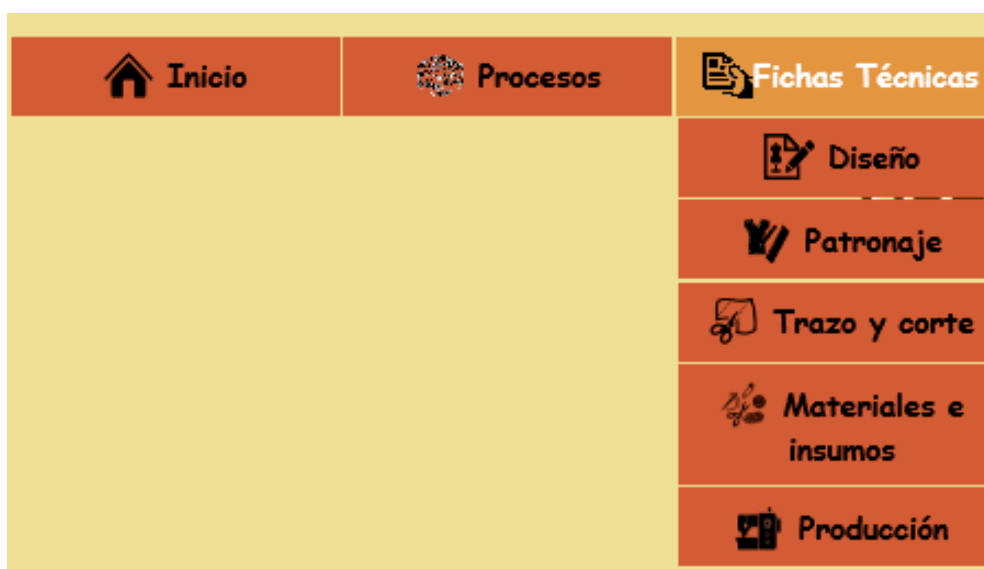 Inicio
Procesos
Fichas Técnicas
Diseño
Patronaje
Trazo y corte
Materiales e
insumos
Producción